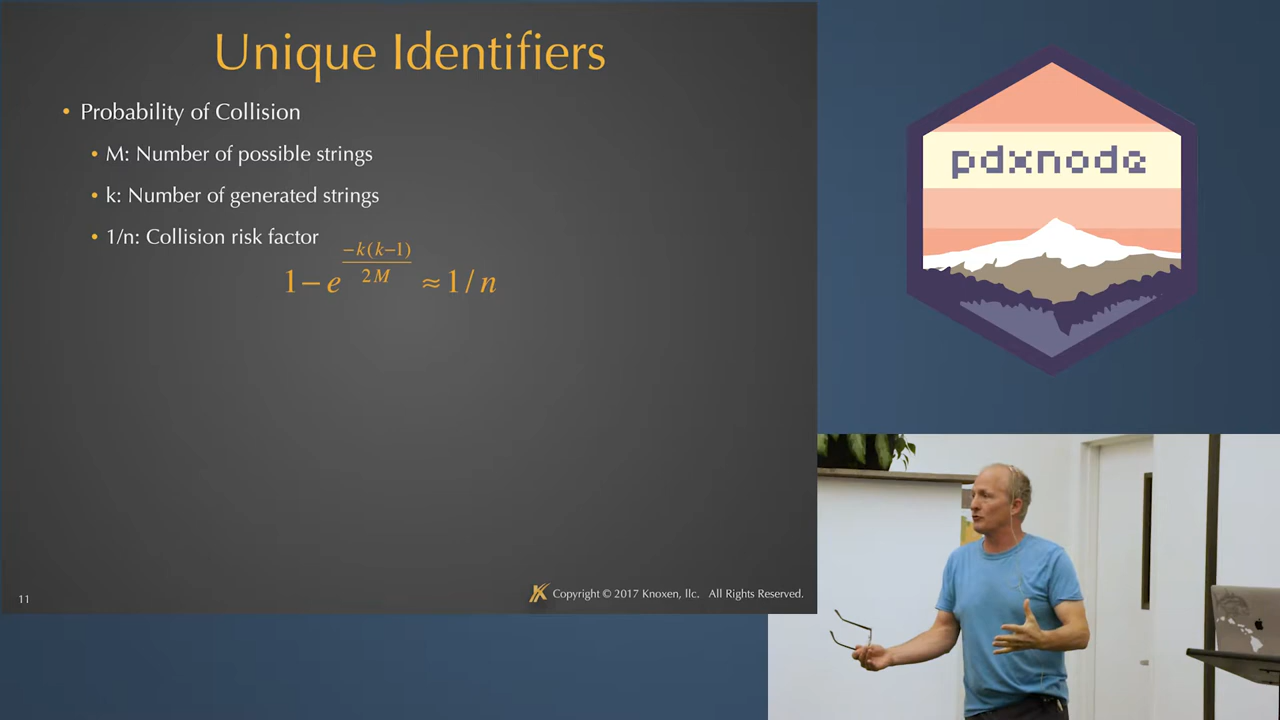 Unique Identifiers
• Probability of Collision
• M: Number of possible strings
• k: Number of generated strings
• 1/n: Collision risk factor
1−e^(−k(k−1)/2M) ≈1/n
11
Copyright © 2017 Knoxen, llc. All Rights Reserved.
pdxnode